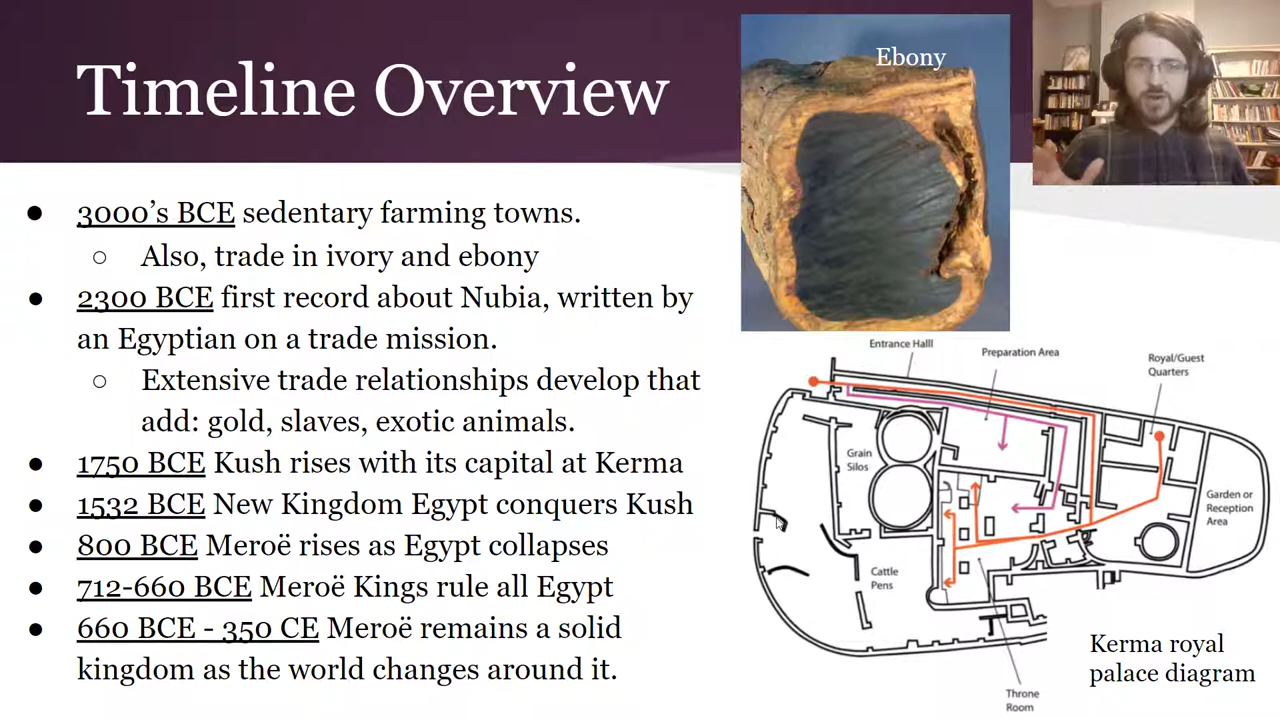 Timeline Overview
● 3000’s BCE sedentary farming towns.
○ Also, trade in ivory and ebony
● 2300 BCE first record about Nubia, written by
an Egyptian on a trade mission.
○ Extensive trade relationships develop that
add: gold, slaves, exotic animals.
● 1750 BCE Kush rises with its capital at Kerma
● 1532 BCE New Kingdom Egypt conquers Kush
● 800 BCE Meroë rises as Egypt collapses
● 712-660 BCE Meroë Kings rule all Egypt
● 660 BCE - 350 CE Meroë remains a solid
kingdom as the world changes around it.
Ebony
Entrance Halll
Preparation Area
Royal/Guest
Quarters
Grain
Silos
Garden or
Reception
Area
Cattle
Pens
Throne
Room
Kerma royal
palace diagram